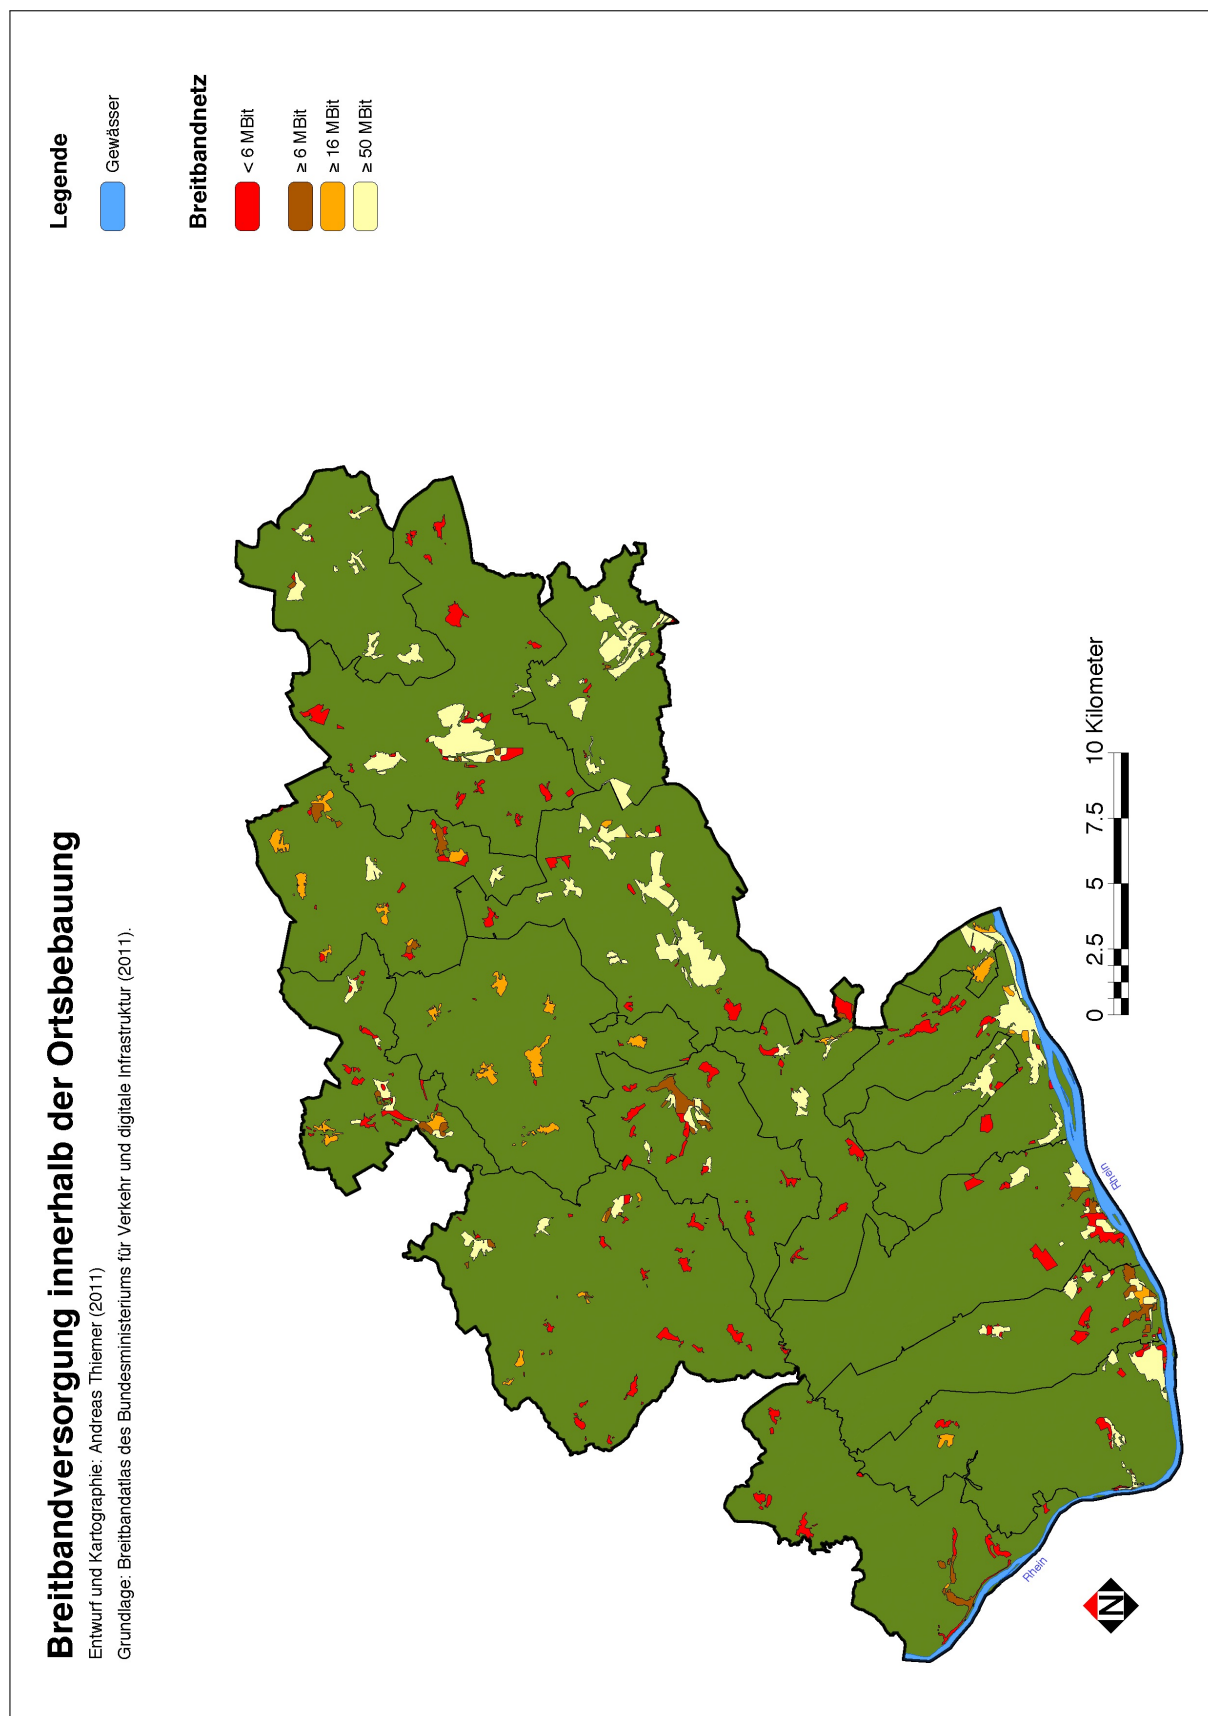 Breitbandversorgung innerhalb der Ortsbebauung
Entwurf und Kartographie: Andreas Thiemer (2011)
Grundlage: Breitbandatlas des Bundesministeriums für Verkehr und digitale Infrastruktur (2011).
Legende
Gewässer
Breitbandnetz
< 6 MBit
≥ 6 MBit
≥ 16 MBit
≥ 50 MBit
Rhein
Rhein
N
0 2.5 5 7.5 10 Kilometer